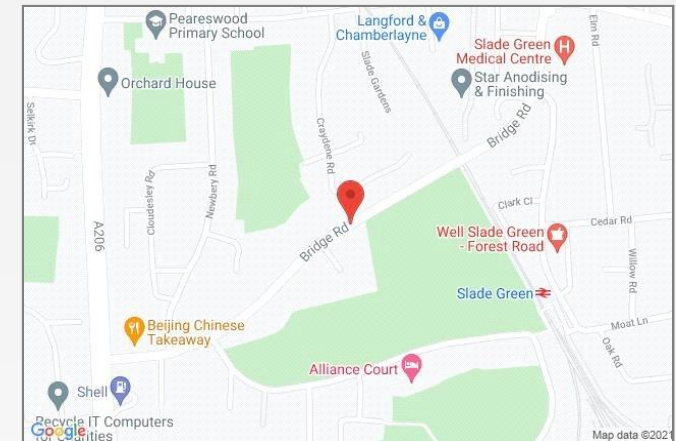 Peareswood
Primary School
Langford &
Chamberlayne
Elm Rd
Slade Green
Medical Centre
Orchard House
Slade Gardens
Star Anodising
& Finishing
Selkirk Dr
Craydene Rd
Bridge Rd
Cloudesley Rd
Newbery Rd
Clark Cl
Cedar Rd
A206
Bridge Rd
Well Slade Green
- Forest Road
Willow Rd
Slade Green
Beijing Chinese
Takeaway
Moat Ln
Oak Rd
Alliance Court
Shell
Recycle IT Computers
Google
Map data ©2021